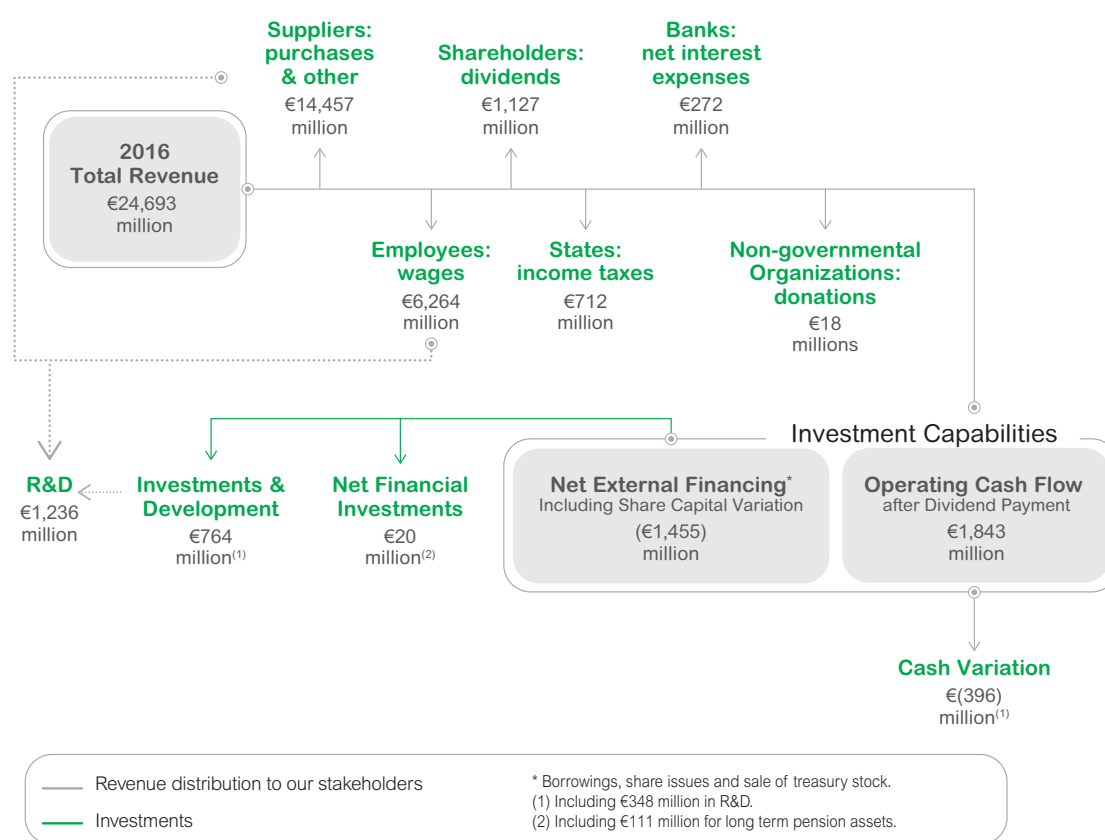 Suppliers:
purchases
& other
€14,457
million
Shareholders:
dividends
€1,127
million
Banks:
net interest
expenses
€272
million
2016
Total Revenue
€24,693
million
Employees:
wages
€6,264
million
States:
income taxes
€712
million
Non-governmental
Organizations:
donations
€18
millions
R&D
€1,236
million
Investments &
Development
€764
million(1)
Net Financial
Investments
€20
million(2)
Investment Capabilities
Net External Financing*
Including Share Capital Variation
(€1,455)
million
Operating Cash Flow
after Dividend Payment
€1,843
million
Cash Variation
€(396)
million(1)
Revenue distribution to our stakeholders
Investments
* Borrowings, share issues and sale of treasury stock.
(1) Including €348 million in R&D.
(2) Including €111 million for long term pension assets.